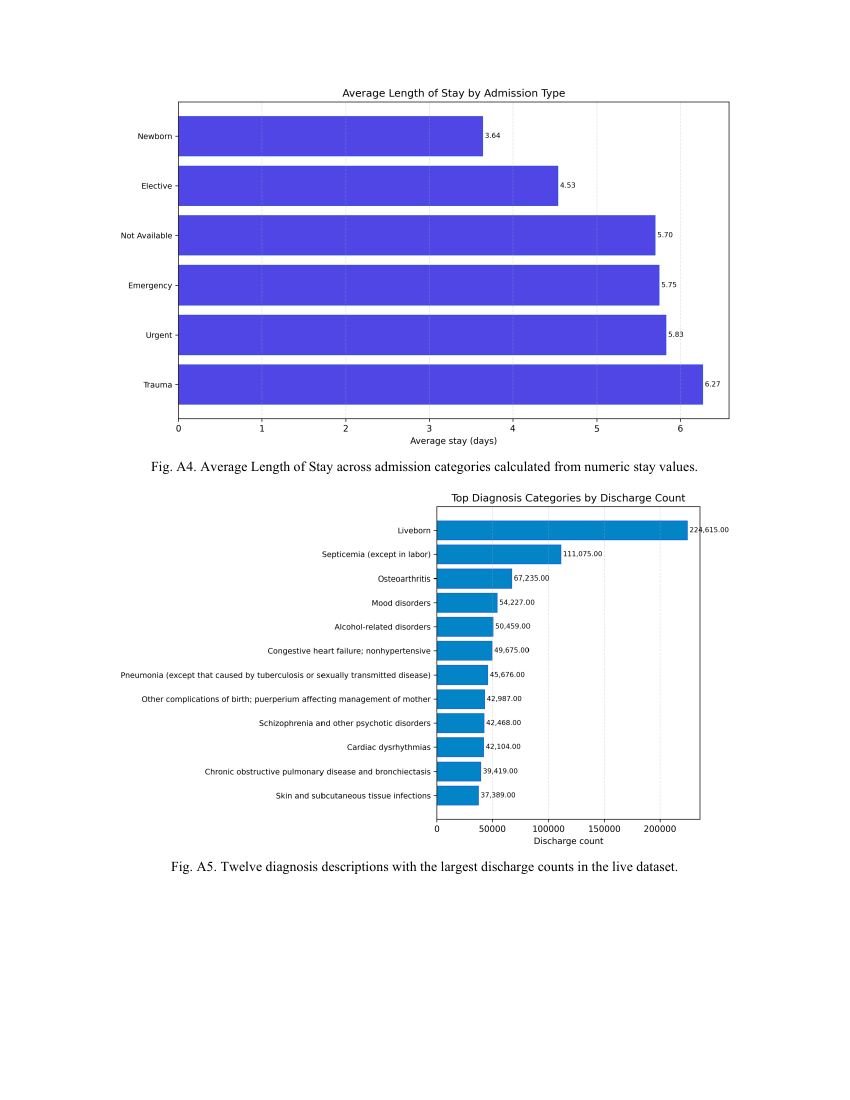 Average Length of Stay by Admission Type
Newborn 3.64
Elective 4.53
Not Available 5.70
Emergency 5.75
Urgent 5.83
Trauma 6.27
0 1 2 3 4 5 6
Average stay (days)
Fig. A4. Average Length of Stay across admission categories calculated from numeric stay values.
Top Diagnosis Categories by Discharge Count
Liveborn 224,615.00
Septicemia (except in labor) 111,075.00
Osteoarthritis 67,235.00
Mood disorders 54,227.00
Alcohol-related disorders 50,459.00
Congestive heart failure; nonhypertensive 49,675.00
Pneumonia (except that caused by tuberculosis or sexually transmitted disease) 45,676.00
Other complications of birth; puerperium affecting management of mother 42,987.00
Schizophrenia and other psychotic disorders 42,468.00
Cardiac dysrhythmias 42,104.00
Chronic obstructive pulmonary disease and bronchiectasis 39,419.00
Skin and subcutaneous tissue infections 37,389.00
0 50000 100000 150000 200000
Discharge count
Fig. A5. Twelve diagnosis descriptions with the largest discharge counts in the live dataset.